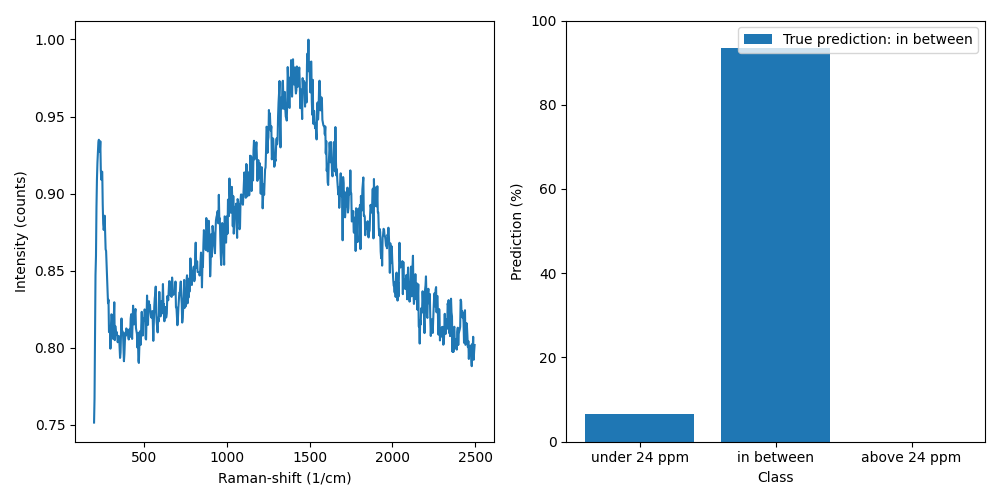 1.00
0.95
0.90
0.85
0.80
0.75
Intensity (counts)
500 1000 1500 2000 2500
Raman-shift (1/cm)
100
80
60
40
20
0
Prediction (%)
True prediction: in between
under 24 ppm in between above 24 ppm
Class